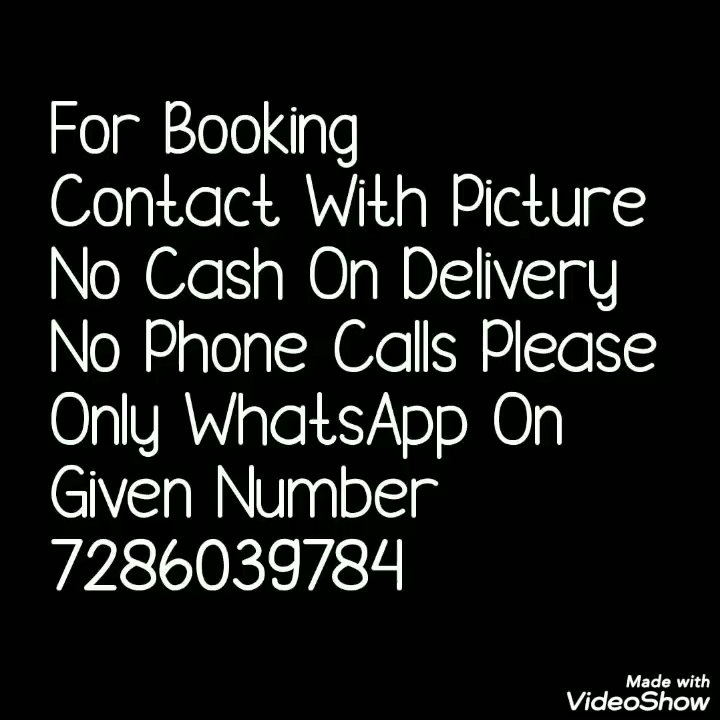 For Booking
Contact With Picture
No Cash On Delivery
No Phone Calls Please
Only WhatsApp On
Given Number
7286039784
Made with
VideoShow